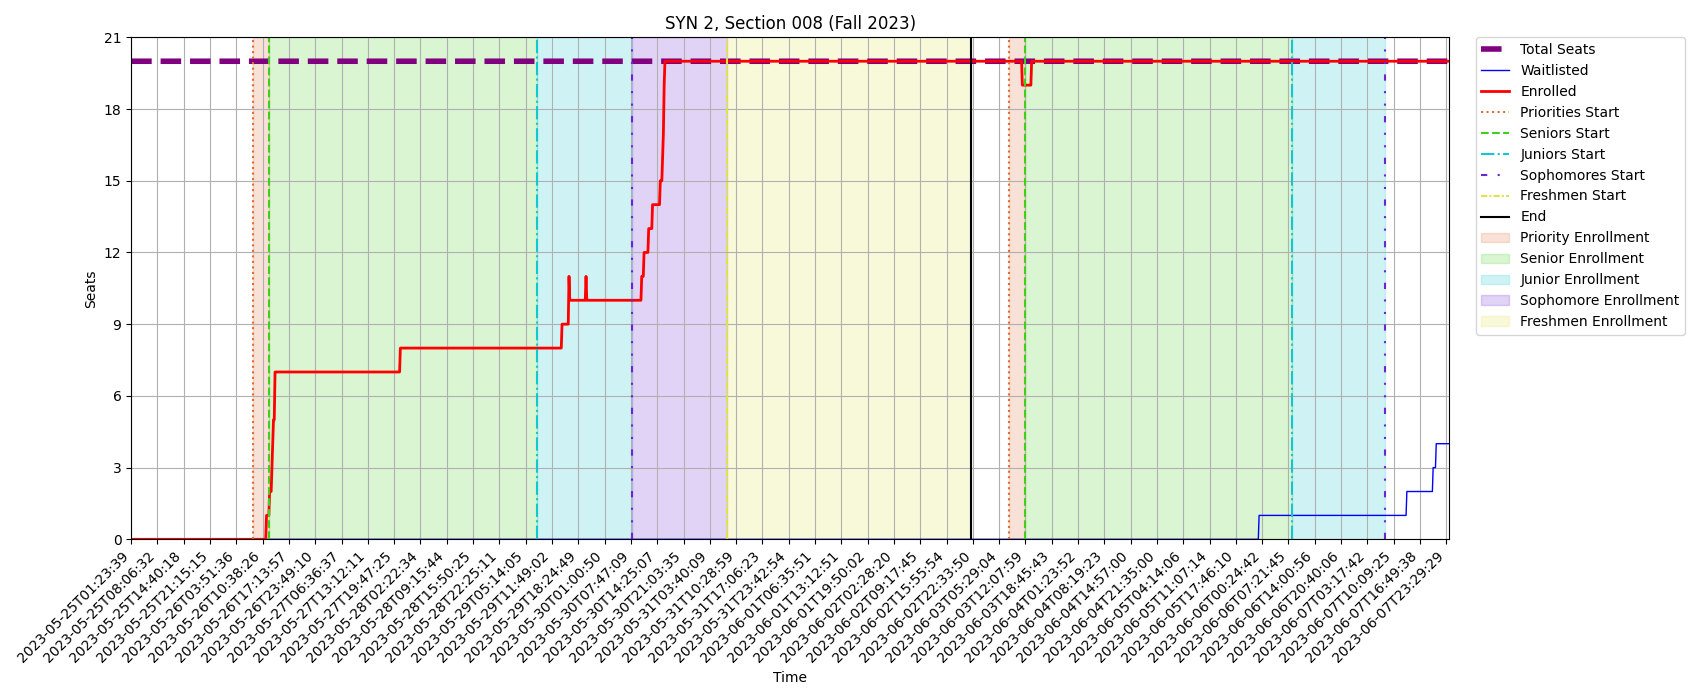 SYN 2, Section 008 (Fall 2023)
21
18
15
12
9
6
3
0
Seats
2023-05-25T01:23:39
2023-05-25T08:06:32
2023-05-25T14:40:18
2023-05-25T21:15:15
2023-05-26T03:51:36
2023-05-26T10:38:26
2023-05-26T17:13:57
2023-05-26T23:49:10
2023-05-27T06:36:37
2023-05-27T13:12:11
2023-05-27T19:47:25
2023-05-28T02:22:34
2023-05-28T09:15:44
2023-05-28T15:50:25
2023-05-28T22:25:11
2023-05-29T05:14:05
2023-05-29T11:49:02
2023-05-29T18:24:49
2023-05-30T01:00:50
2023-05-30T07:47:09
2023-05-30T14:25:07
2023-05-30T21:03:35
2023-05-31T03:40:09
2023-05-31T10:28:59
2023-05-31T17:06:23
2023-05-31T23:42:54
2023-06-01T06:35:51
2023-06-01T13:12:51
2023-06-01T19:50:02
2023-06-02T02:28:20
2023-06-02T09:17:45
2023-06-02T15:55:54
2023-06-02T22:33:50
2023-06-03T05:29:04
2023-06-03T12:07:59
2023-06-03T18:45:43
2023-06-04T01:23:52
2023-06-04T08:19:23
2023-06-04T14:57:00
2023-06-04T21:35:00
2023-06-05T04:14:06
2023-06-05T11:07:14
2023-06-05T17:46:10
2023-06-06T00:24:42
2023-06-06T07:21:45
2023-06-06T14:00:56
2023-06-06T20:40:06
2023-06-07T03:17:42
2023-06-07T10:09:25
2023-06-07T16:49:38
2023-06-07T23:29:29
Time
Total Seats
Waitlisted
Enrolled
Priorities Start
Seniors Start
Juniors Start
Sophomores Start
Freshmen Start
End
Priority Enrollment
Senior Enrollment
Junior Enrollment
Sophomore Enrollment
Freshmen Enrollment